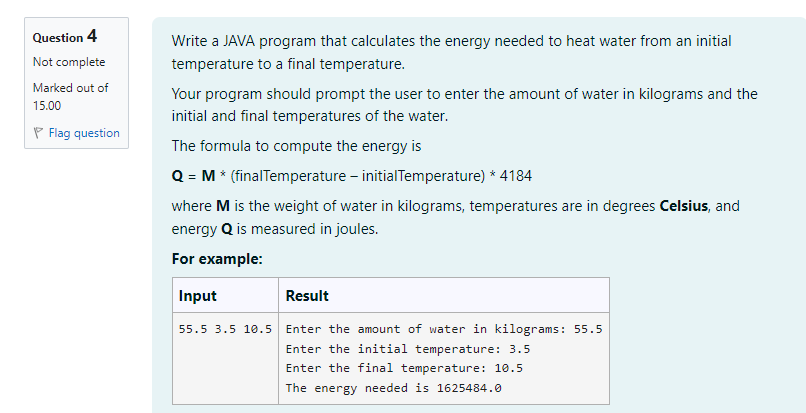 Question 4
Not complete
Marked out of
15.00
Flag question
Write a JAVA program that calculates the energy needed to heat water from an initial
temperature to a final temperature.
Your program should prompt the user to enter the amount of water in kilograms and the
initial and final temperatures of the water.
The formula to compute the energy is
Q = M * (finalTemperature – initialTemperature) * 4184
where M is the weight of water in kilograms, temperatures are in degrees Celsius, and
energy Q is measured in joules.
For example:
Input Result
55.5 3.5 10.5 Enter the amount of water in kilograms: 55.5
Enter the initial temperature: 3.5
Enter the final temperature: 10.5
The energy needed is 1625484.0